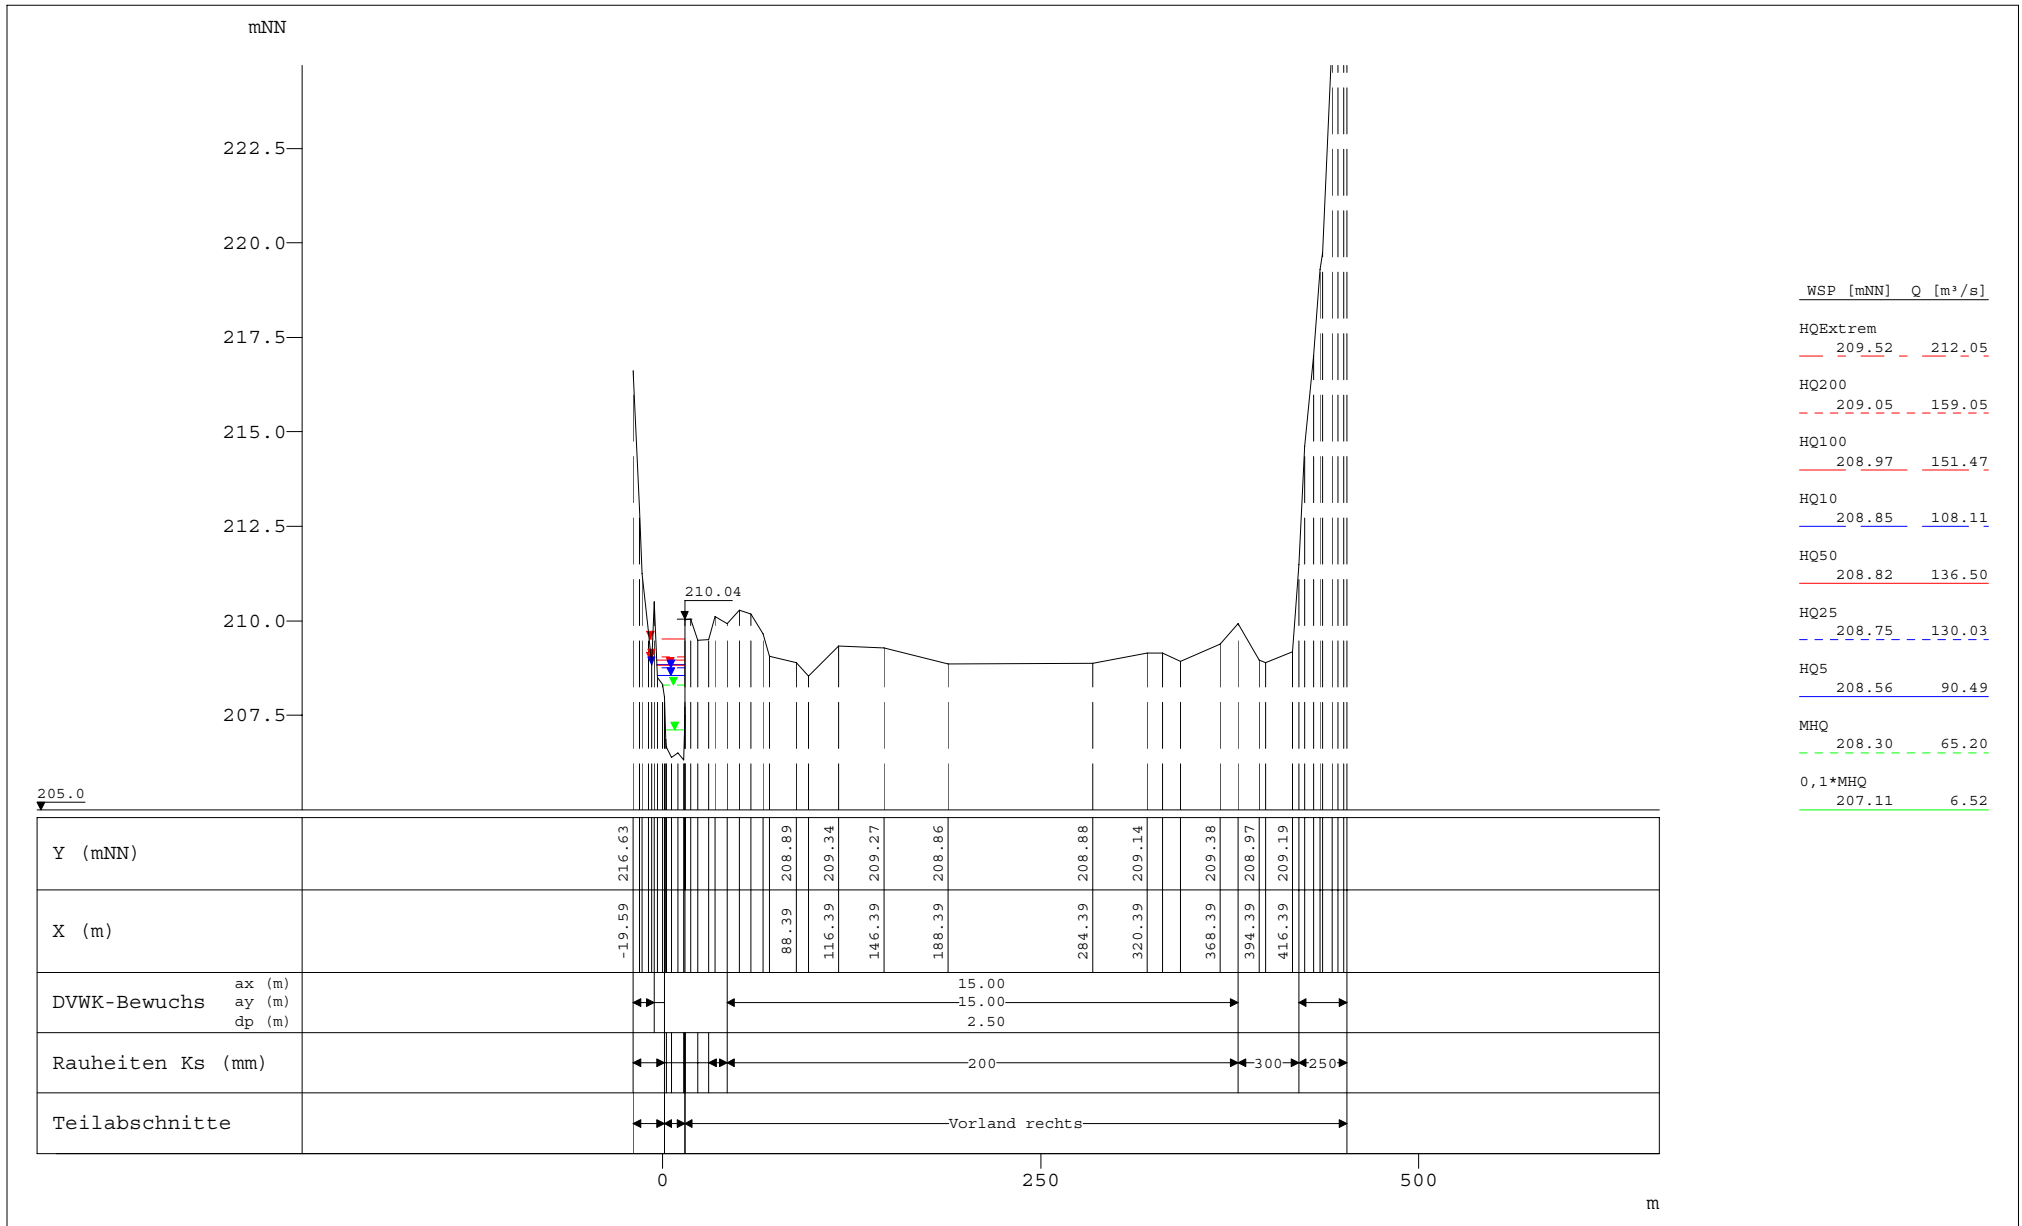 mNN
222.5
220.0
217.5
215.0
212.5
210.0
207.5
210.04
205.0
WSP [mNN] Q [m³/s]
HQExtrem
209.52 212.05
HQ200
209.05 159.05
HQ100
208.97 151.47
HQ10
208.85 108.11
HQ50
208.82 136.50
HQ25
208.75 130.03
HQ5
208.56 90.49
MHQ
208.30 65.20
0,1*MHQ
207.11 6.52
Y (mNN) 216.63 208.89 209.34 209.27 208.86 208.88 209.14 209.38 208.97 209.19
X (m) -19.59 88.39 116.39 146.39 188.39 284.39 320.39 368.39 394.39 416.39
ax (m) 15.00
DVWK-Bewuchs ay (m) 15.00
dp (m) 2.50
Rauheiten Ks (mm) 200 300 250
Teilabschnitte Vorland rechts
0 250 500
m